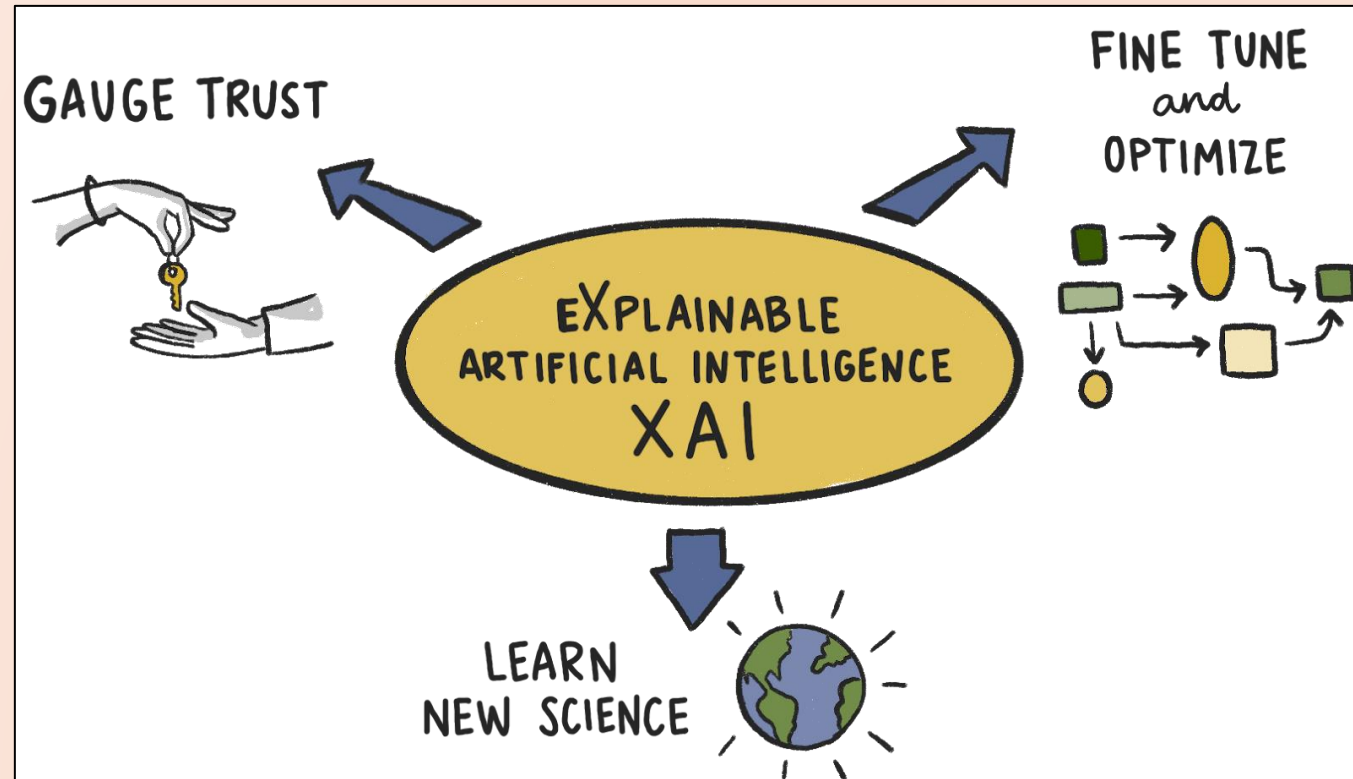 GAUGE TRUST
FINE TUNE
and
OPTIMIZE
EXPLAINABLE
ARTIFICIAL INTELLIGENCE
XAI
LEARN
NEW SCIENCE